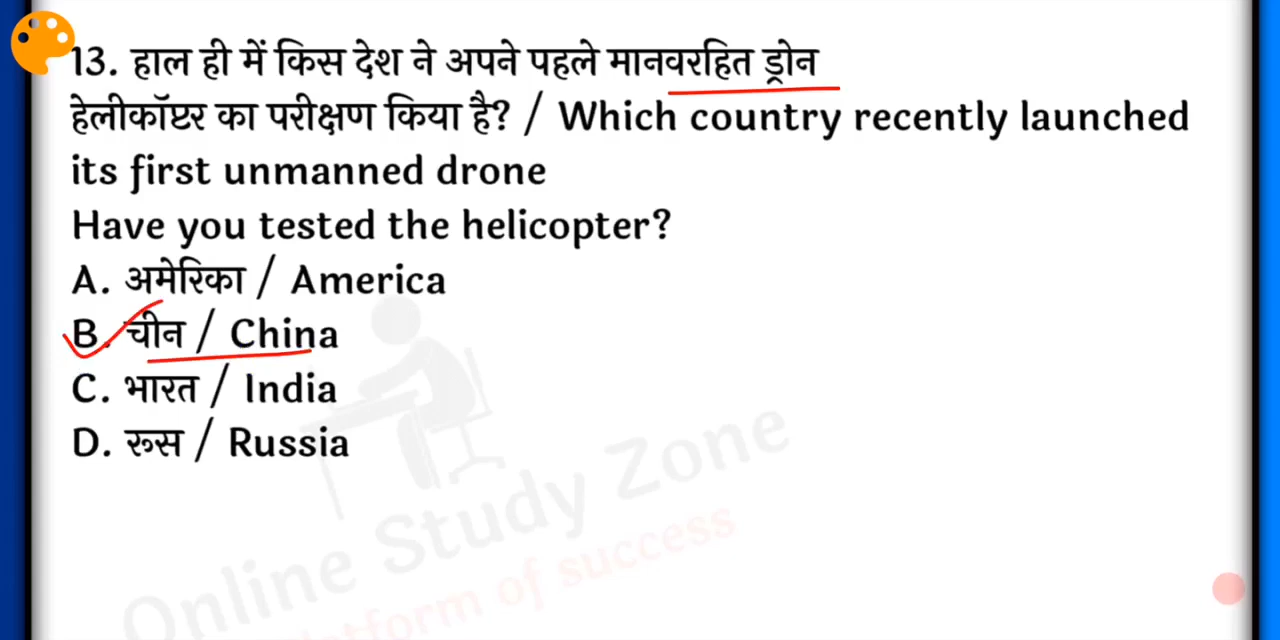 13. हाल ही में किस देश ने अपने पहले मानवरहित ड्रोन
हेलीकॉप्टर का परीक्षण किया है? / Which country recently launched
its first unmanned drone
Have you tested the helicopter?
A. अमेरिका / America
B. चीन / China
C. भारत / India
D. रूस / Russia
Online Study Zone
platform of success